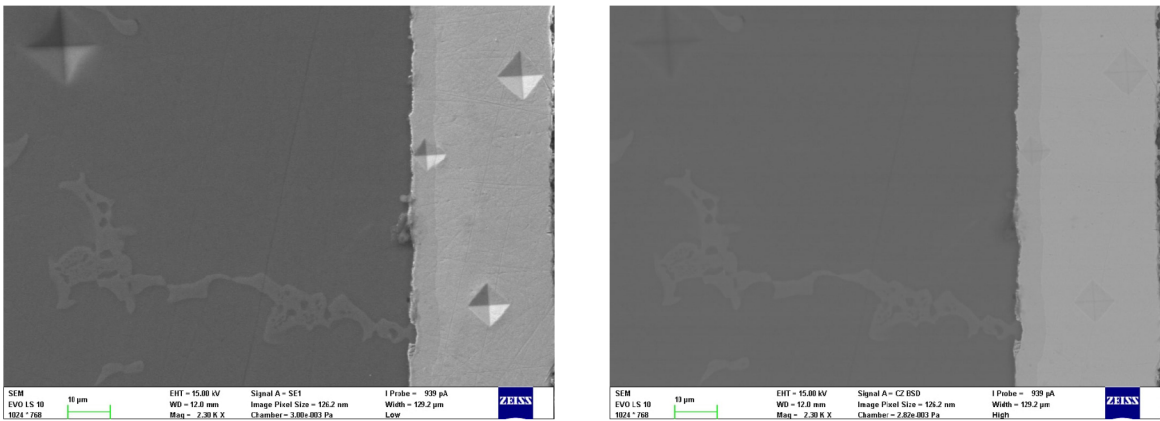 SEM
EVO LS 10
1024 * 768
10 µm
EHT = 15.00 kV
WD = 12.0 mm
Mag = 2.30 K X
Signal A = SE1
Image Pixel Size = 126.2 nm
Chamber = 3.00e-003 Pa
I Probe = 939 pA
Width = 129.2 µm
Low
ZEISS
SEM
EVO LS 10
1024 * 768
10 µm
EHT = 15.00 kV
WD = 12.0 mm
Mag = 2.30 K X
Signal A = CZ BSD
Image Pixel Size = 126.2 nm
Chamber = 2.82e-003 Pa
I Probe = 939 pA
Width = 129.2 µm
High
ZEISS